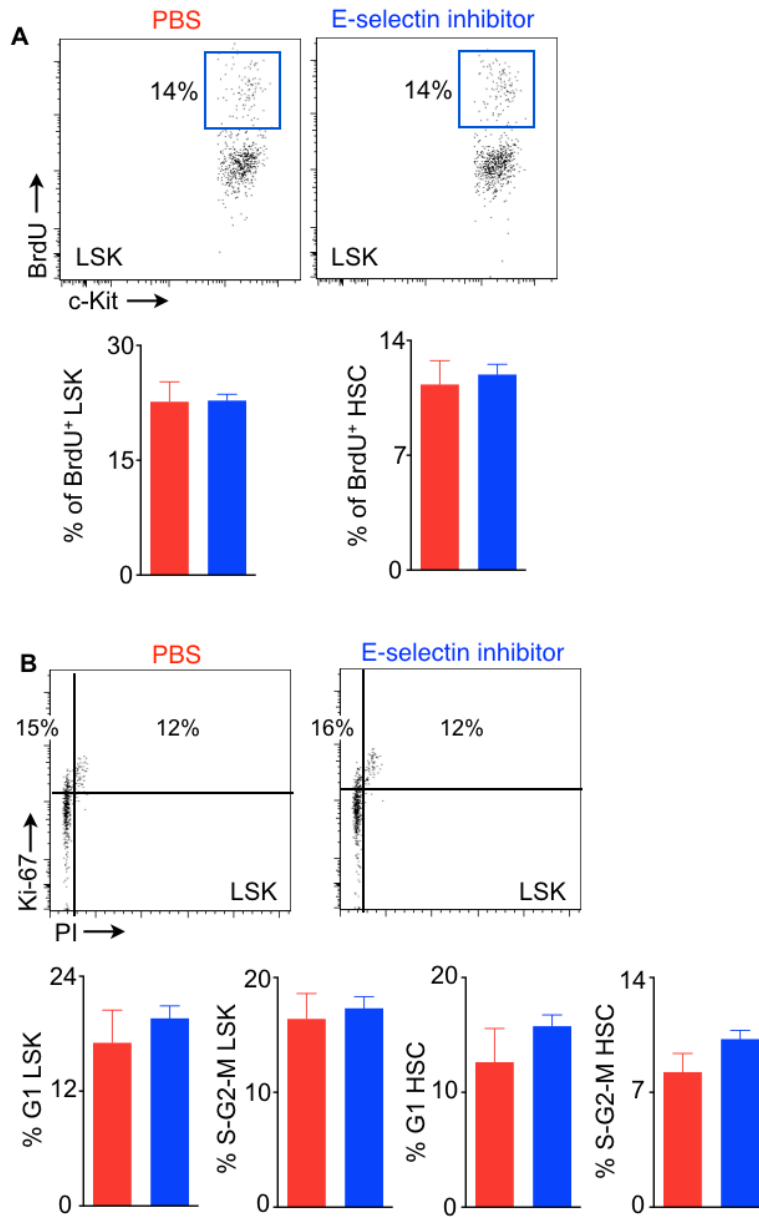 A
PBS
E-selectin inhibitor
14%
14%
BrdU
LSK
LSK
c-Kit
30
15
0
% of BrdU⁺ LSK
14
7
0
% of BrdU⁺ HSC
B
PBS
E-selectin inhibitor
15%
12%
16%
12%
Ki-67
LSK
LSK
PI
24
12
0
% G1 LSK
20
10
0
% S-G2-M LSK
20
10
0
% G1 HSC
14
7
0
% S-G2-M HSC